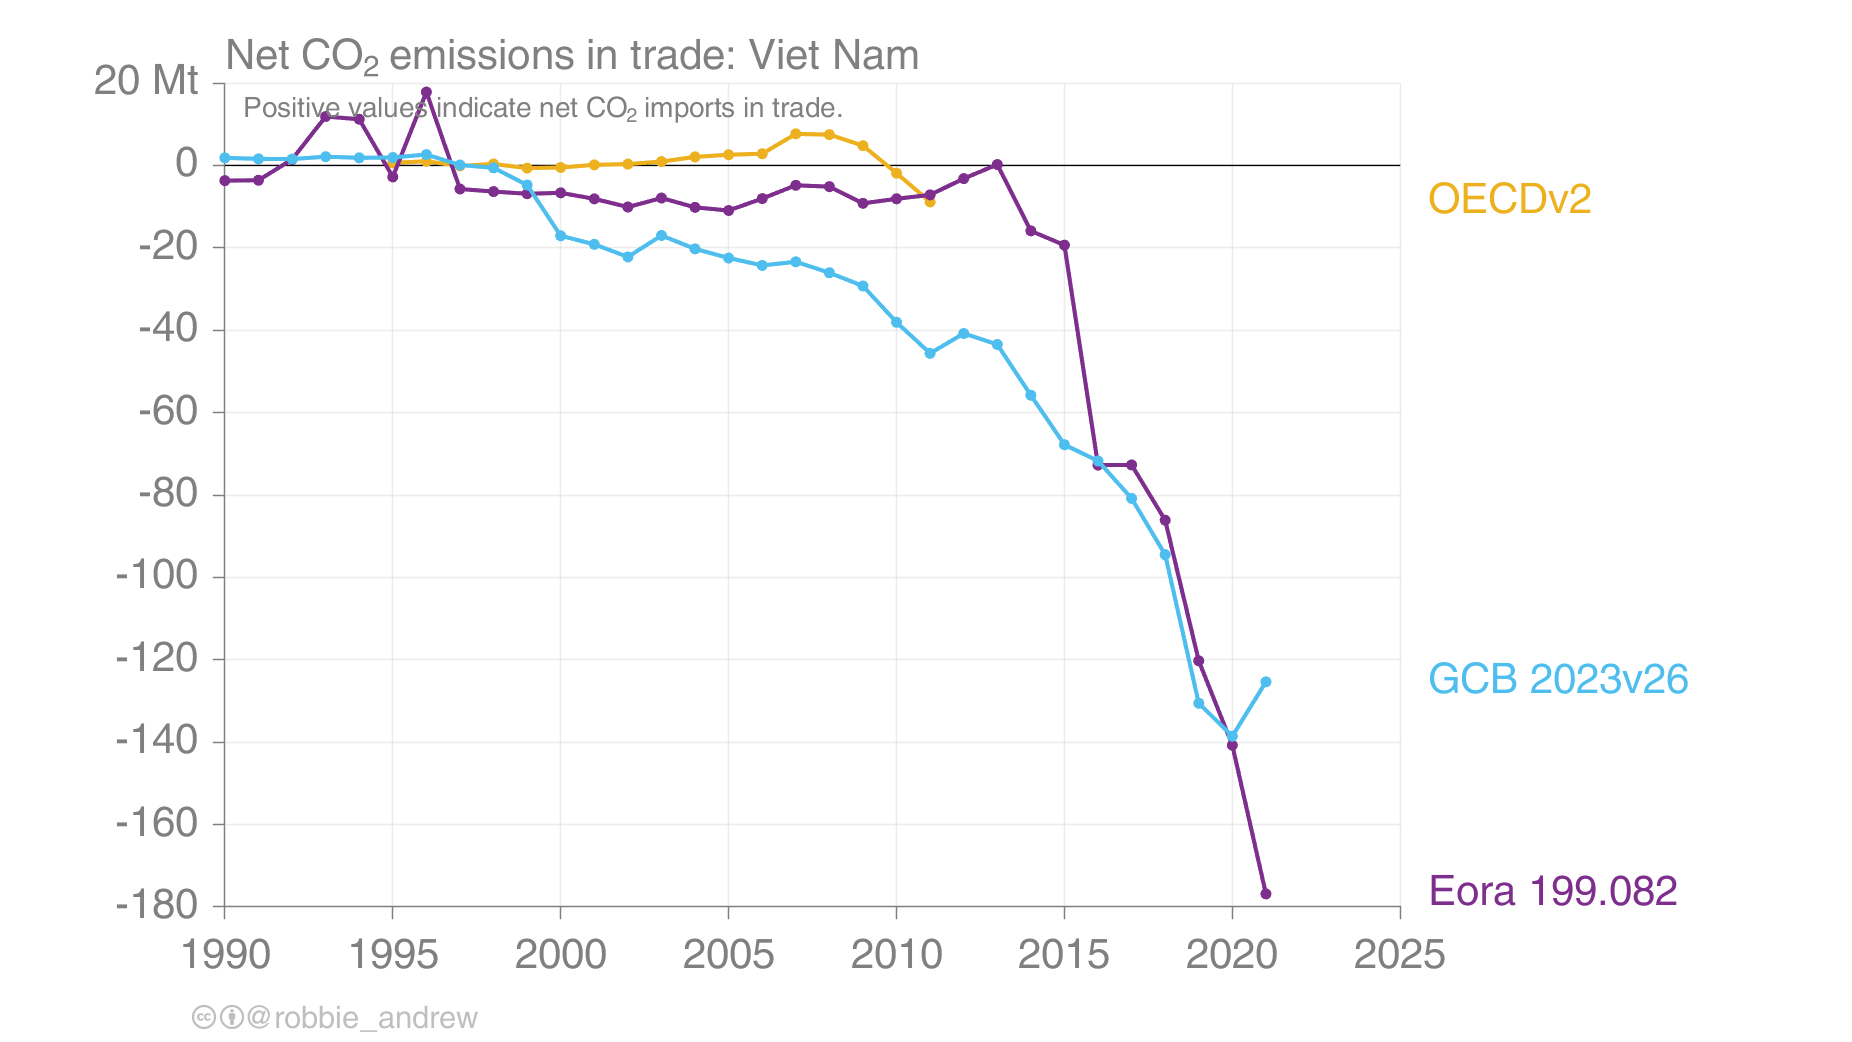 Net CO₂ emissions in trade: Viet Nam
20 Mt
Positive values indicate net CO₂ imports in trade.
0
-20
-40
-60
-80
-100
-120
-140
-160
-180
OECDv2
GCB 2023v26
Eora 199.082
1990 1995 2000 2005 2010 2015 2020 2025
cc @robbie_andrew